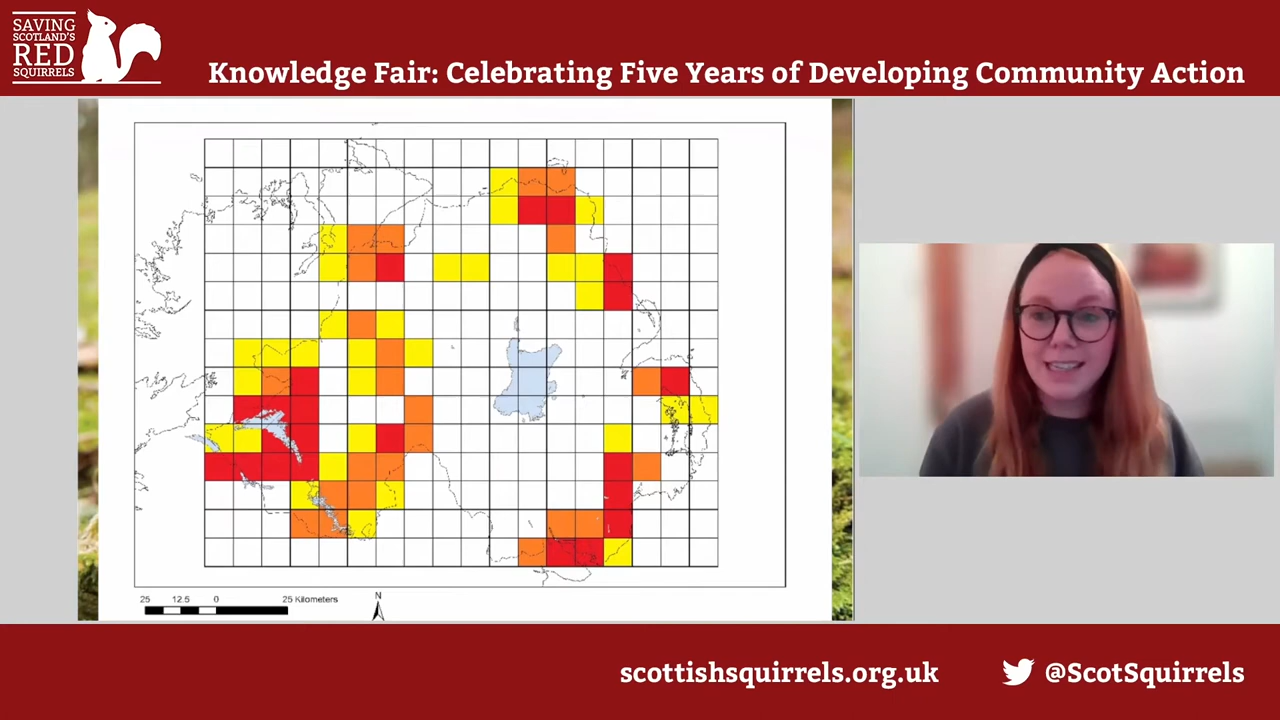 SAVING
SCOTLAND'S
RED
SQUIRRELS
Knowledge Fair: Celebrating Five Years of Developing Community Action
25 12.5 0 25 Kilometers
N
scottishsquirrels.org.uk
@ScotSquirrels